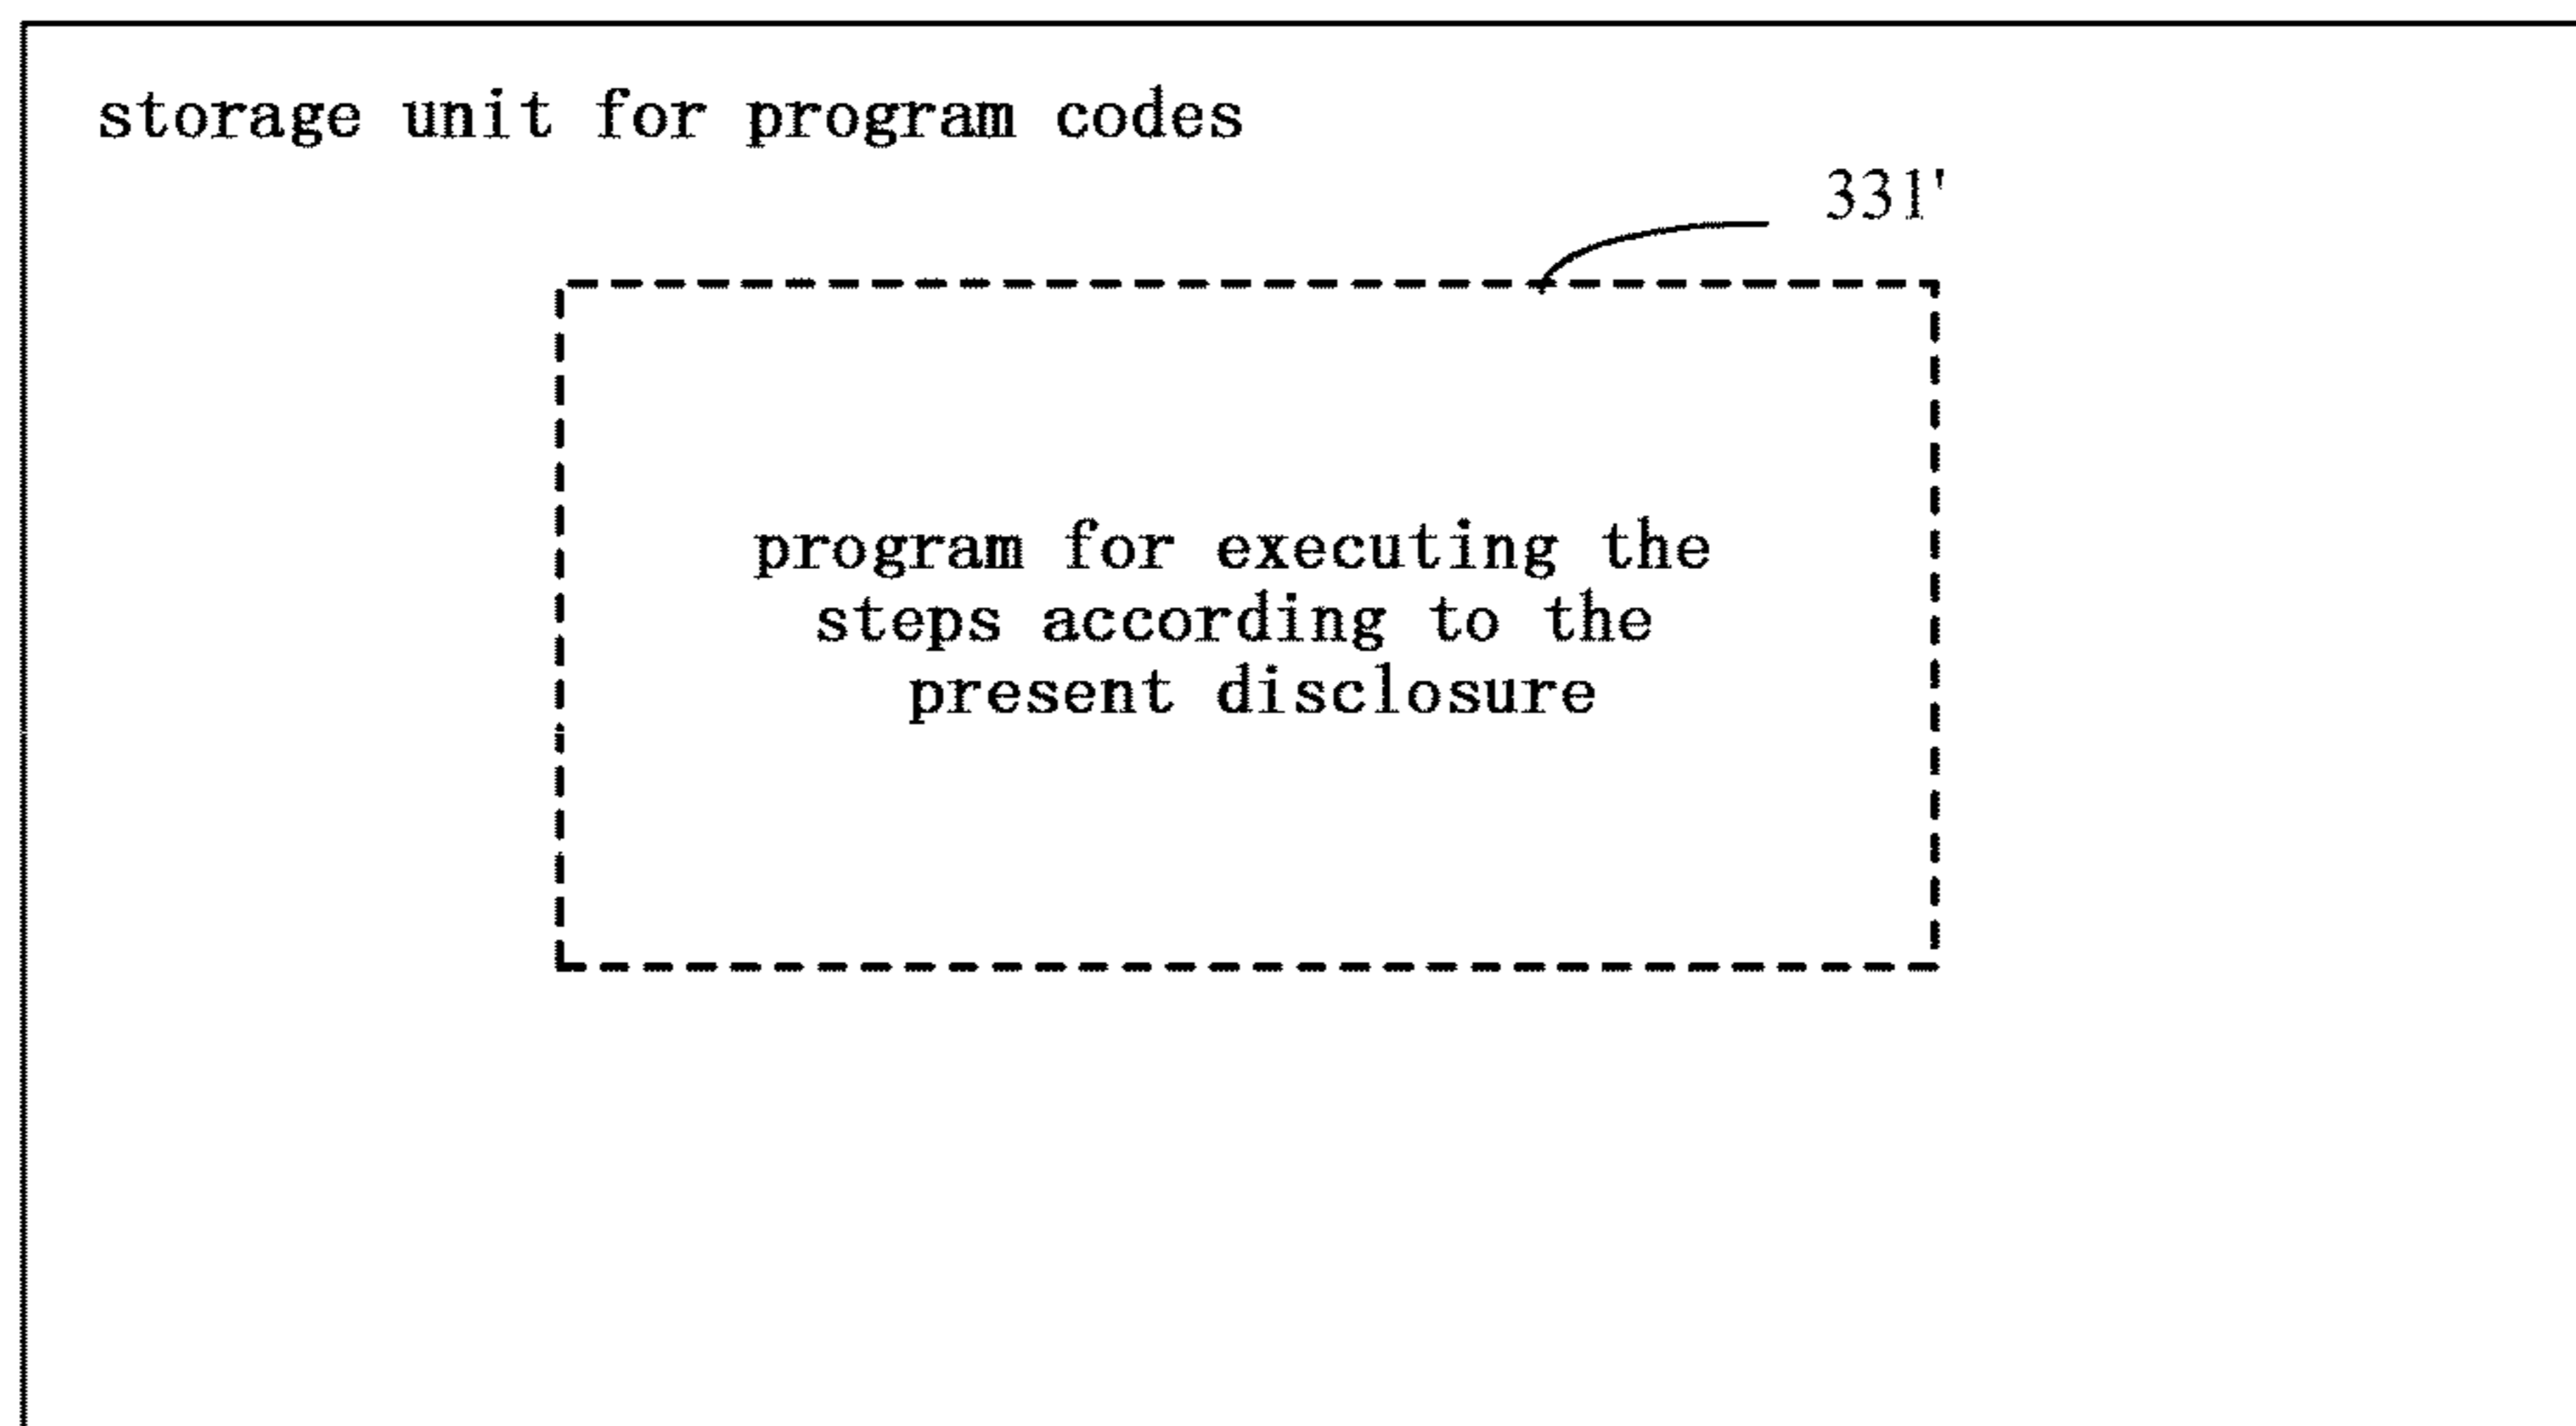 storage unit for program codes
331'
program for executing the
steps according to the
present disclosure